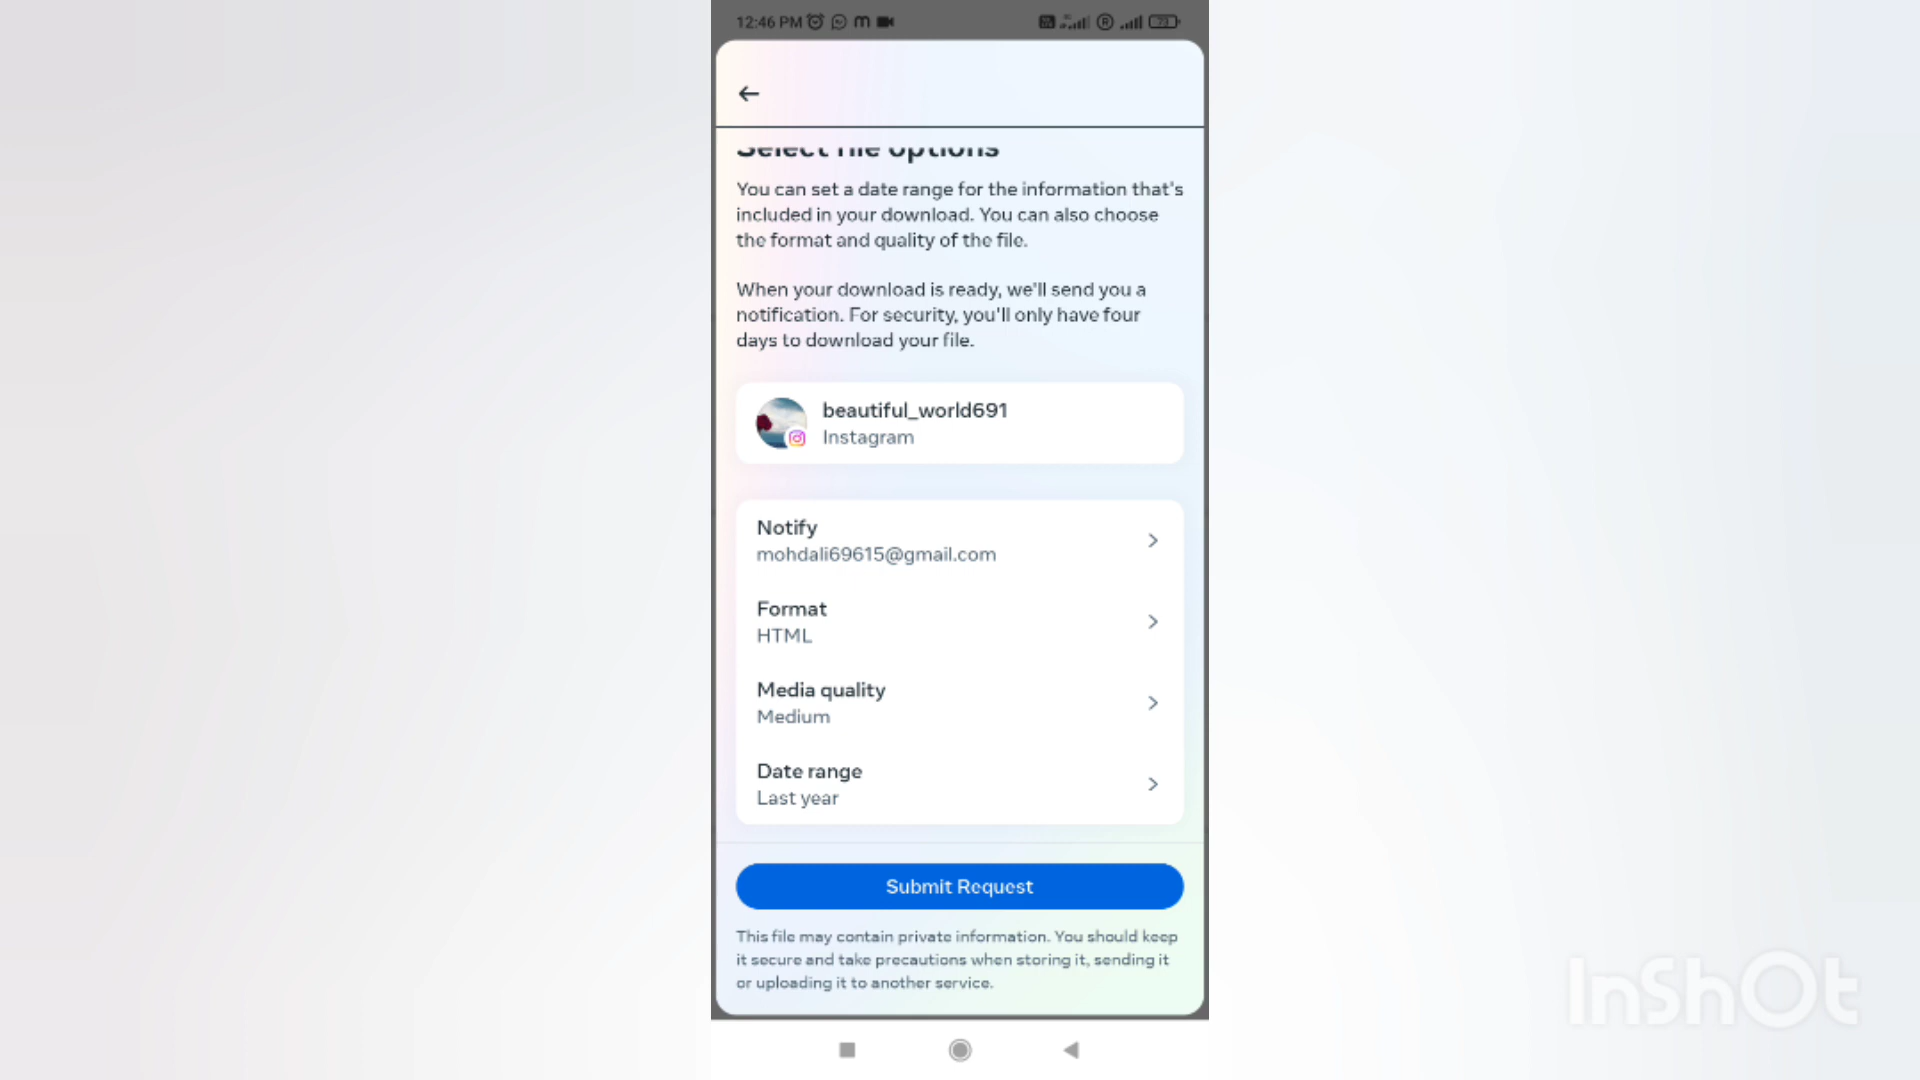 12:46 PM
73
Select file options
You can set a date range for the information that's
included in your download. You can also choose
the format and quality of the file.
When your download is ready, we'll send you a
notification. For security, you'll only have four
days to download your file.
beautiful_world691
Instagram
Notify
mohdali69615@gmail.com
Format
HTML
Media quality
Medium
Date range
Last year
Submit Request
This file may contain private information. You should keep
it secure and take precautions when storing it, sending it
or uploading it to another service.
InShOt